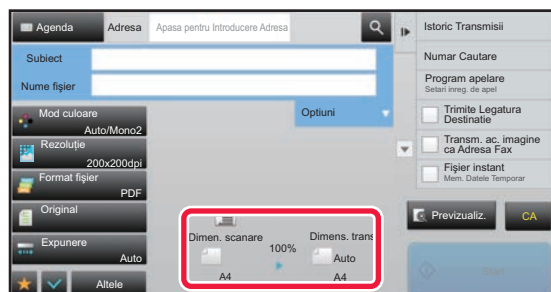 Agenda
Adresa
Apasa pentru Introducere Adresa
Subiect
Nume fişier
Mod culoare
Auto/Mono2
Rezoluţie
200x200dpi
Format fişier
PDF
Original
Expunere
Auto
Altele
Optiuni
Dimen. scanare
100%
Dimens. trans
Auto
A4
A4
Istoric Transmisii
Numar Cautare
Program apelare
Setari inreg. de apel
Trimite Legatura
Destinatie
Transm. ac. imagine
ca Adresa Fax
Fişier instant
Mem. Datele Temporar
Previzualiz.
CA
Start